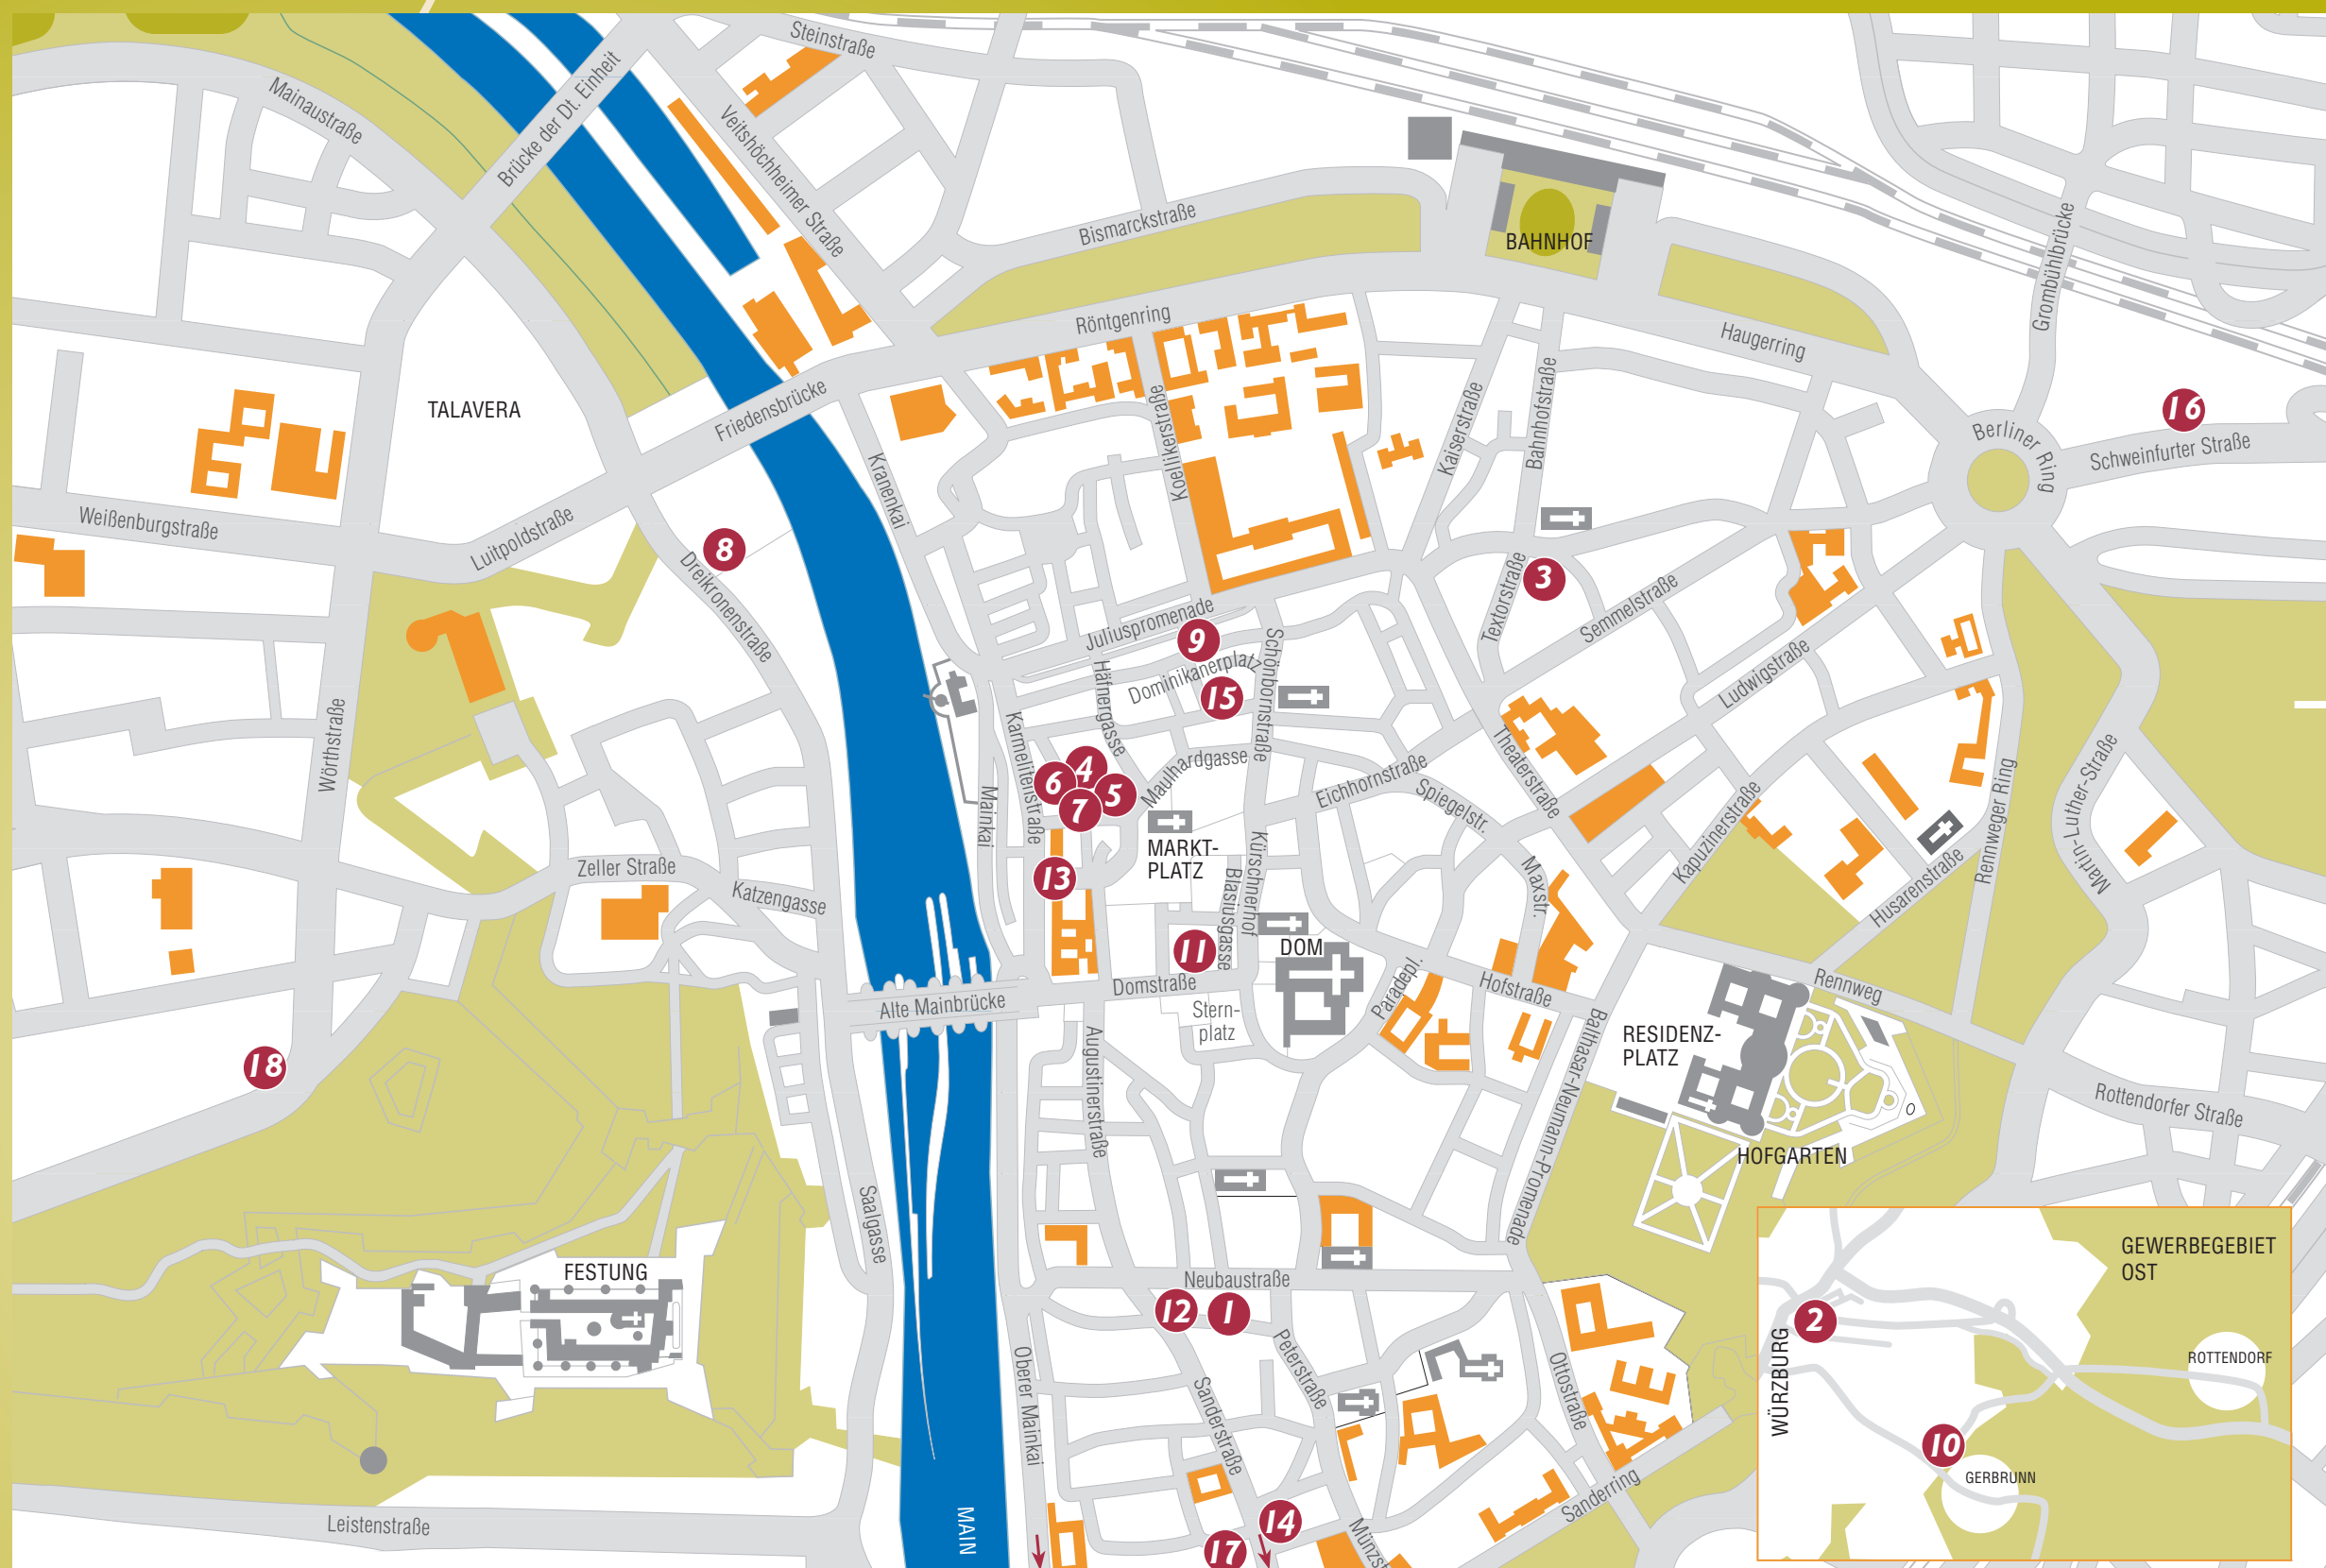 Steinstraße
Mainaustraße
Brücke der Dt. Einheit
Veitshöchheimer Straße
Bismarckstraße
BAHNHOF
Grombühlbrücke
Röntgenring
Haugerring
TALAVERA
Friedensbrücke
Koellikerstraße
Kaiserstraße
Bahnhofstraße
16
Berliner Ring
Schweinfurter Straße
Kranenkai
Weißenburgstraße
Luitpoldstraße
8
Dreikronenstraße
3
Textorstraße
Semmelstraße
Juliuspromenade
9
Dominikanerplatz
15
Schönbornstraße
Häfnergasse
Ludwigstraße
Wörthstraße
Karmelitenstraße
Mainkai
4
6
5
7
Maulhardgasse
Eichhornstraße
Spiegelstr.
Theaterstraße
Kapuzinerstraße
Martin-Luther-Straße
Rennweger Ring
Husarenstraße
MARKT-
PLATZ
Zeller Straße
Katzengasse
13
Blasiusgasse
Kürschnerhof
Maxstr.
11
DOM
Domstraße
Alte Mainbrücke
Stern-
platz
Paradepl.
Hofstraße
Rennweg
RESIDENZ-
PLATZ
Balthasar-Neumann-Promenade
18
Augustinerstraße
Rottendorfer Straße
HOFGARTEN
Saalgasse
FESTUNG
Neubaustraße
12
1
GEWERBEGEBIET
OST
2
WÜRZBURG
ROTTENDORF
10
GERBRUNN
Oberer Mainkai
Sanderstraße
Peterstraße
Ottostraße
Sanderring
Leistenstraße
MAIN
14
17
Münzst